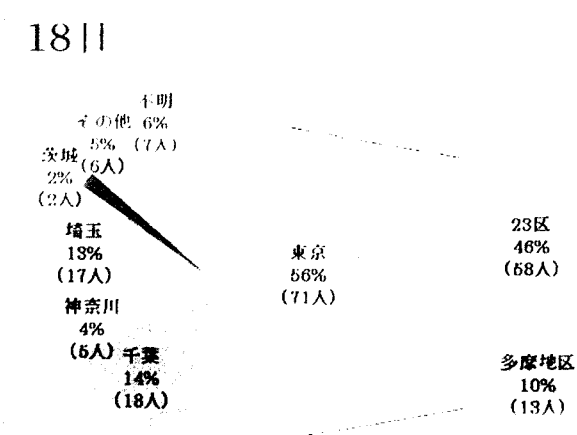 18日
不明
6%
(7人)
その他
5%
(6人)
茨城
2%
(2人)
埼玉
13%
(17人)
神奈川
4%
(5人)
千葉
14%
(18人)
東京
56%
(71人)
23区
46%
(58人)
多摩地区
10%
(13人)